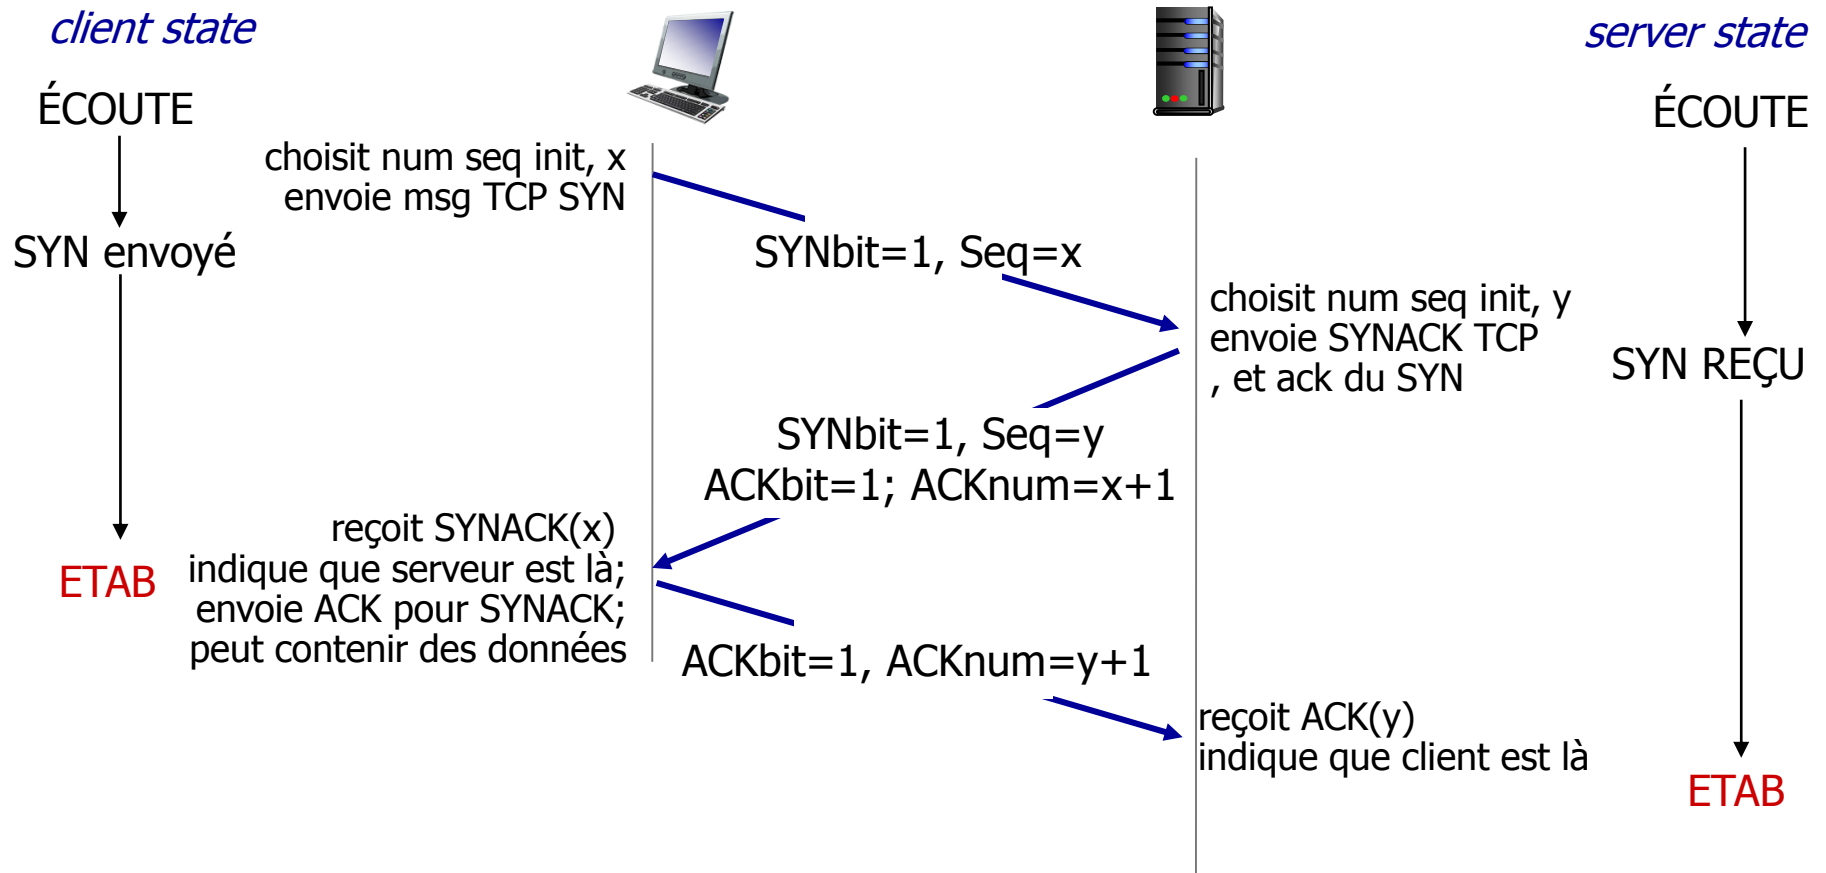 client state
server state
ÉCOUTE
ÉCOUTE
choisit num seq init, x
envoie msg TCP SYN
SYN envoyé
SYNbit=1, Seq=x
choisit num seq init, y
envoie SYNACK TCP
, et ack du SYN
SYN REÇU
SYNbit=1, Seq=y
ACKbit=1; ACKnum=x+1
reçoit SYNACK(x)
indique que serveur est là;
envoie ACK pour SYNACK;
peut contenir des données
ETAB
ACKbit=1, ACKnum=y+1
reçoit ACK(y)
indique que client est là
ETAB